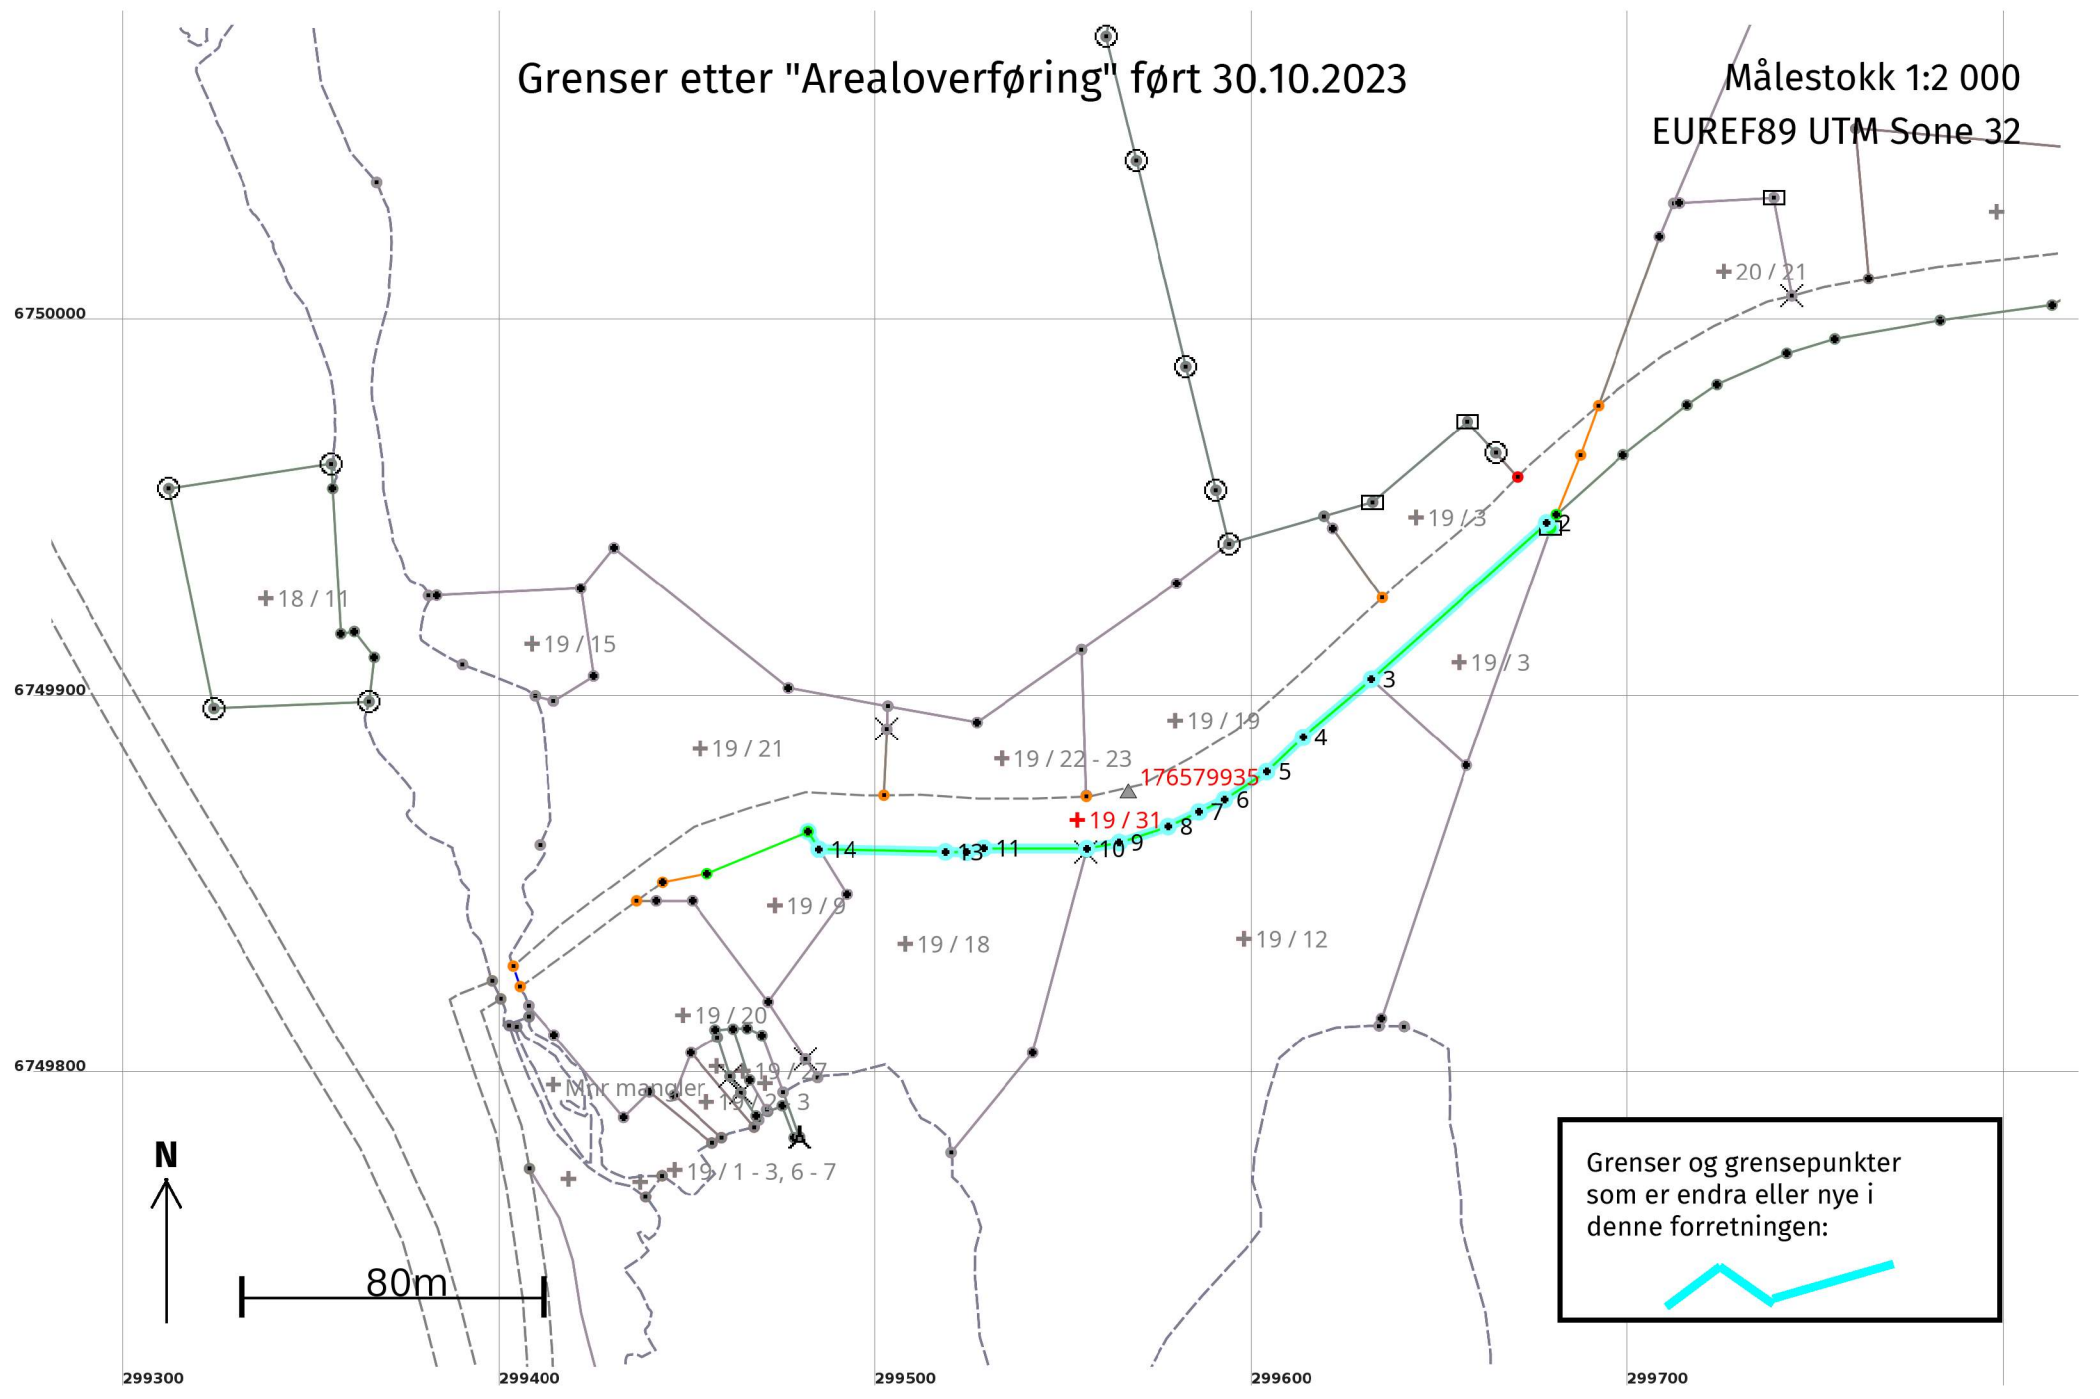 Grenser etter "Arealoverføring" ført 30.10.2023
Målestokk 1:2 000
EUREF89 UTM Sone 32
20 / 21
6750000
19 / 3
2
18 / 11
19 / 15
19 / 3
3
6749900
19 / 19
4
19 / 21
19 / 22 - 23
5
176579935
6
7
19 / 31
8
9
10
11
13
14
19 / 9
19 / 18
19 / 12
19 / 20
6749800
19 / 27
Mnr mangler
19 / 1 - 3, 6 - 7
N
80m
Grenser og grensepunkter
som er endra eller nye i
denne forretningen:
299300
299400
299500
299600
299700